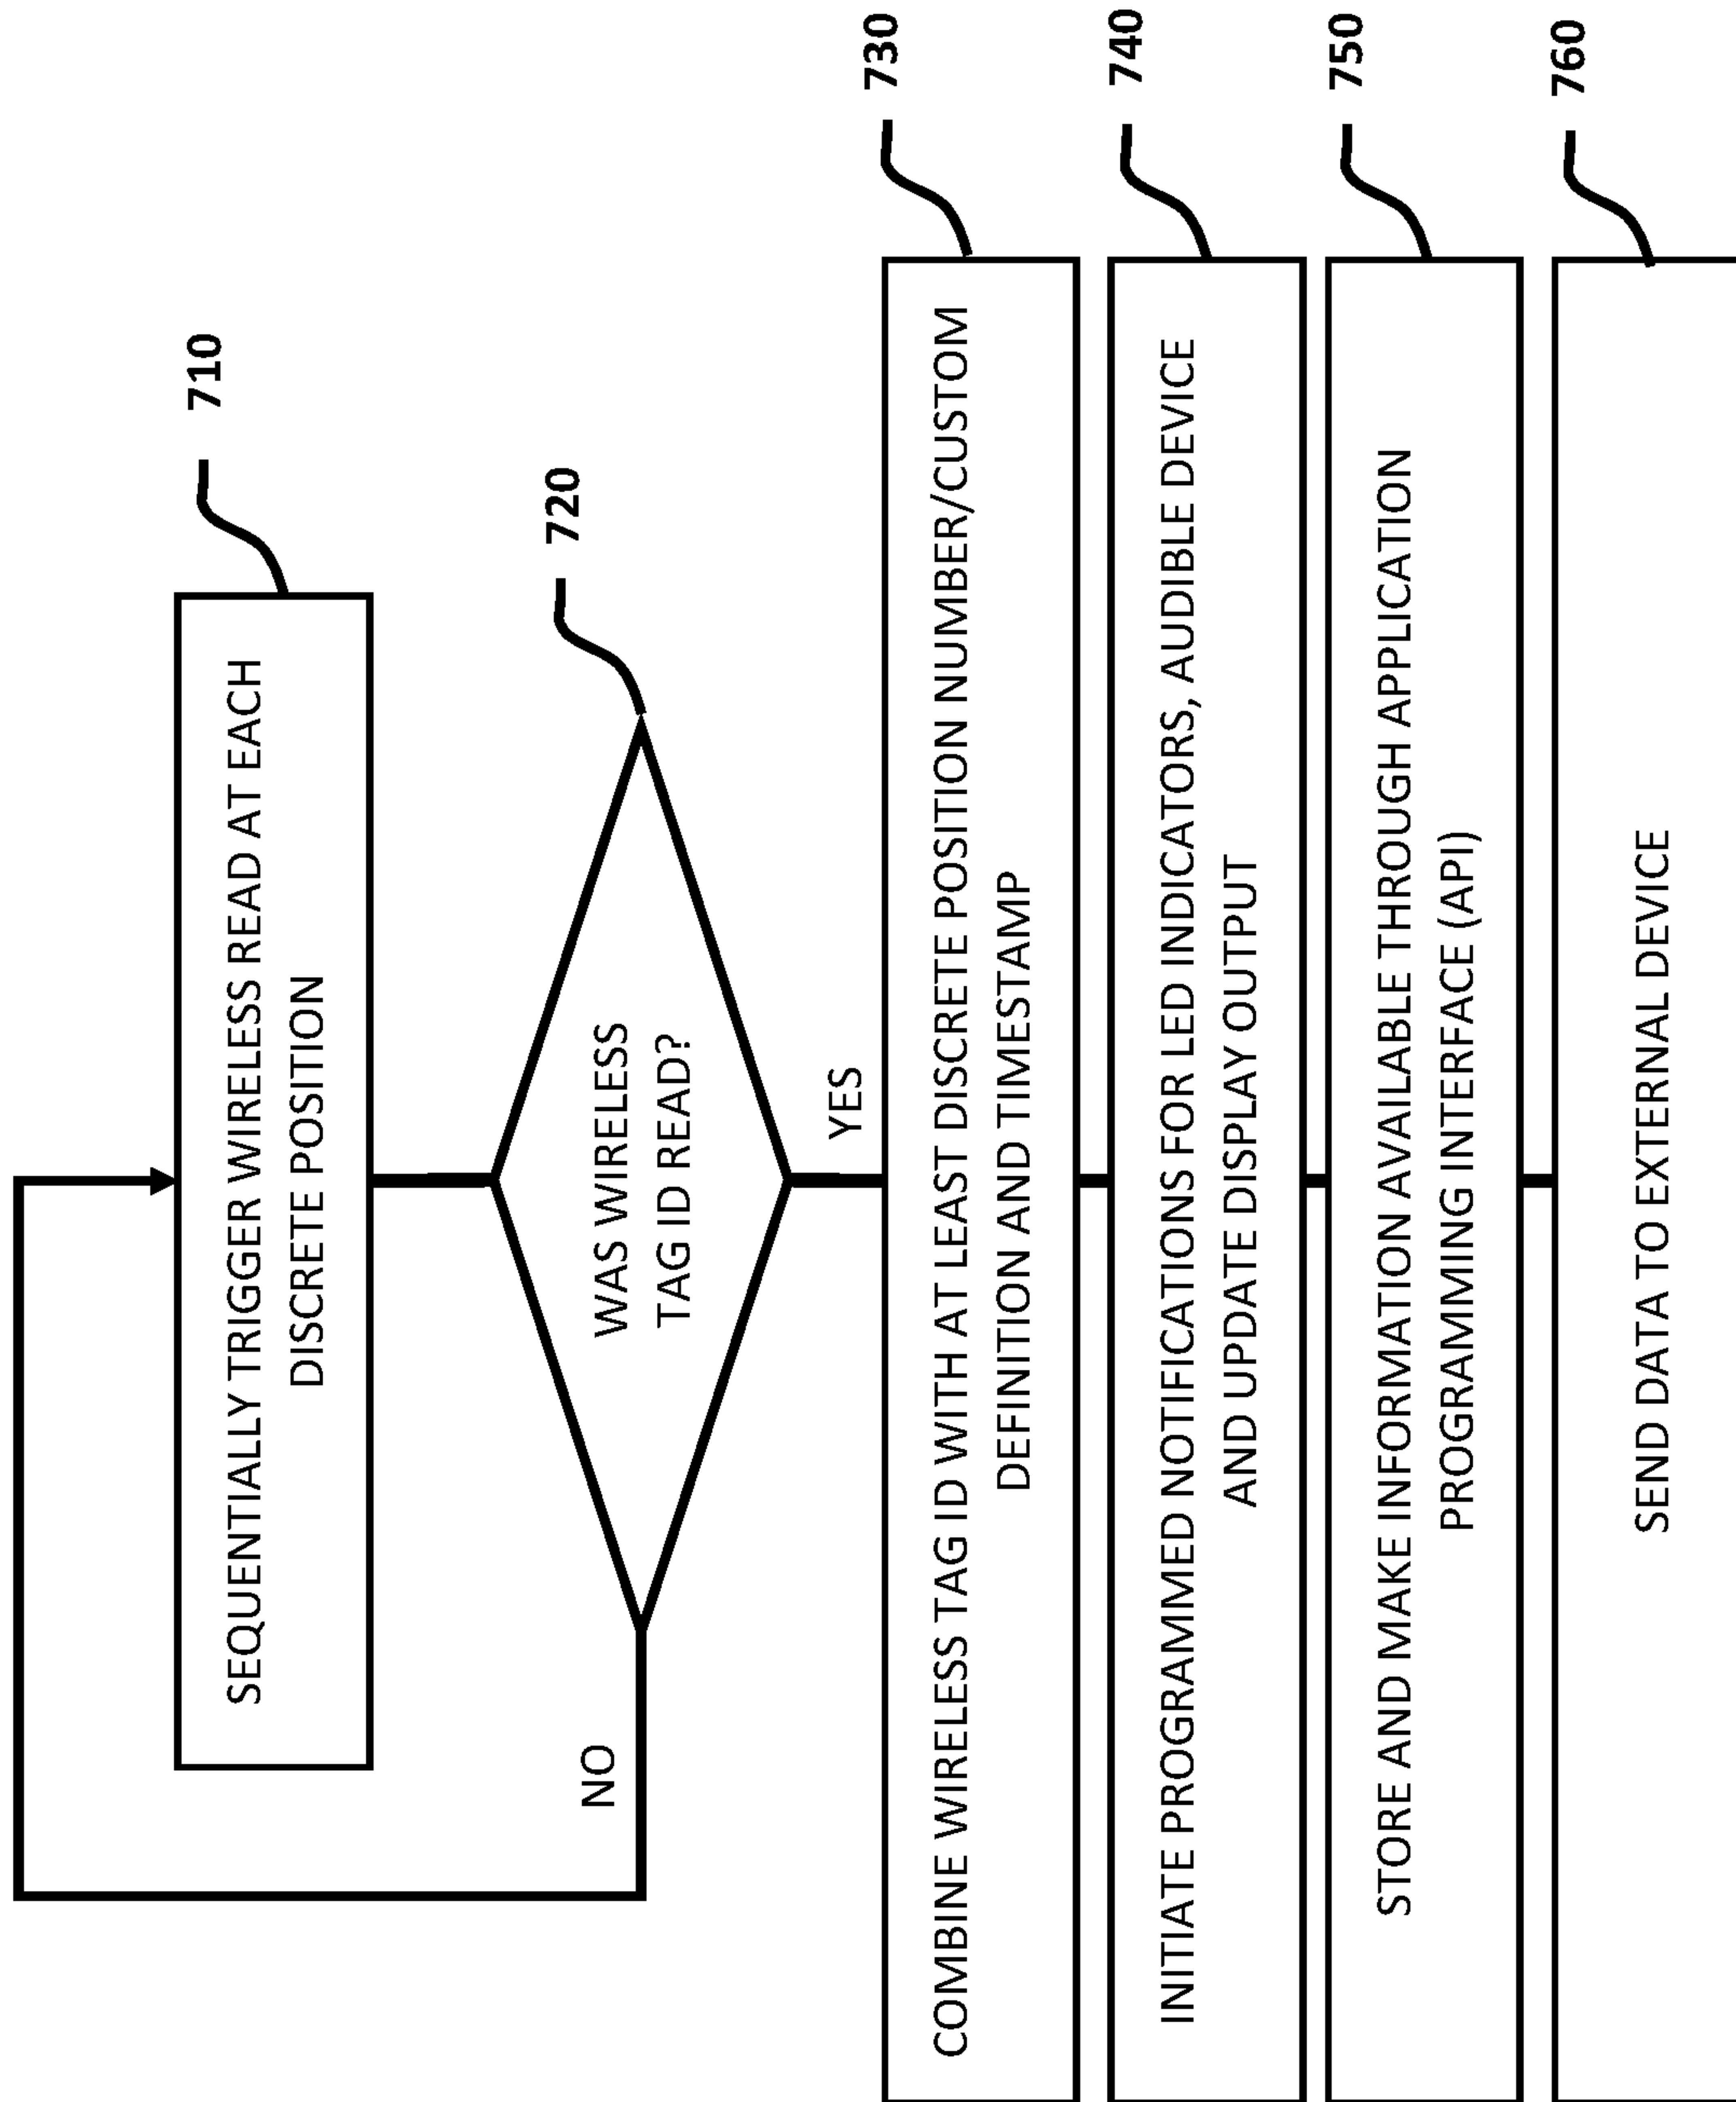 710
SEQUENTIALLY TRIGGER WIRELESS READ AT EACH
DISCRETE POSITION
720
WAS WIRELESS
TAG ID READ?
NO
YES
730
COMBINE WIRELESS TAG ID WITH AT LEAST DISCRETE POSITION NUMBER/CUSTOM
DEFINITION AND TIMESTAMP
740
INITIATE PROGRAMMED NOTIFICATIONS FOR LED INDICATORS, AUDIBLE DEVICE
AND UPDATE DISPLAY OUTPUT
750
STORE AND MAKE INFORMATION AVAILABLE THROUGH APPLICATION
PROGRAMMING INTERFACE (API)
760
SEND DATA TO EXTERNAL DEVICE